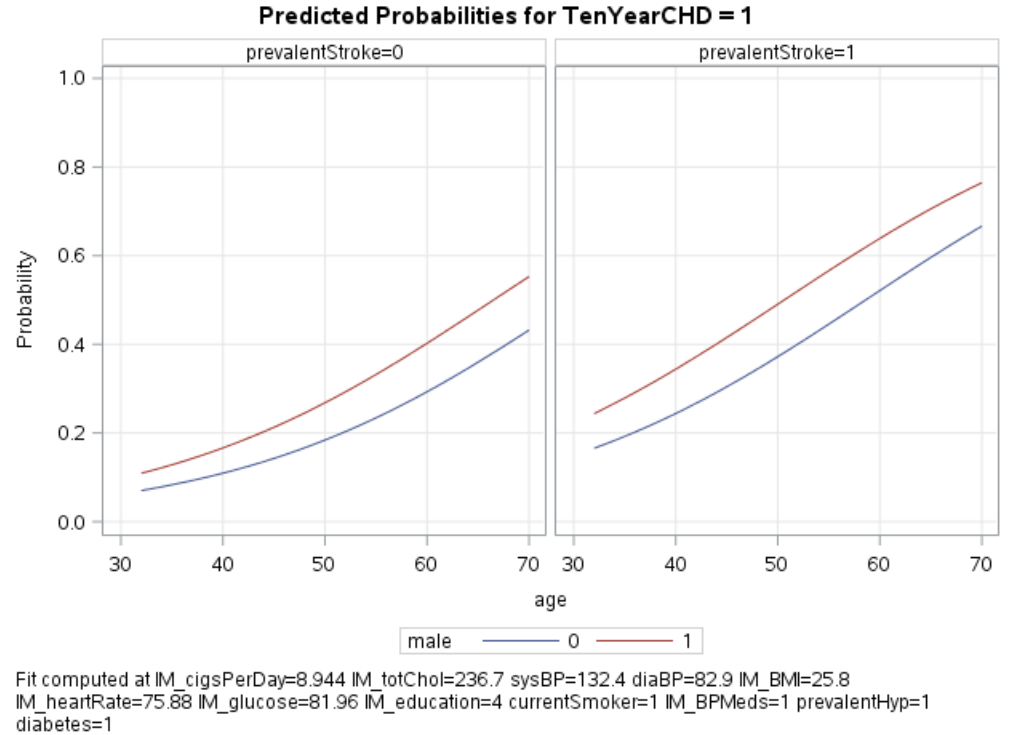 Predicted Probabilities for TenYearCHD = 1
prevalentStroke=0
prevalentStroke=1
1.0
0.8
0.6
0.4
0.2
0.0
Probability
30 40 50 60 70
30 40 50 60 70
age
male 0 1
Fit computed at IM_cigsPerDay=8.944 IM_totChol=236.7 sysBP=132.4 diaBP=82.9 IM_BMI=25.8
IM_heartRate=75.88 IM_glucose=81.96 IM_education=4 currentSmoker=1 IM_BPMeds=1 prevalentHyp=1
diabetes=1